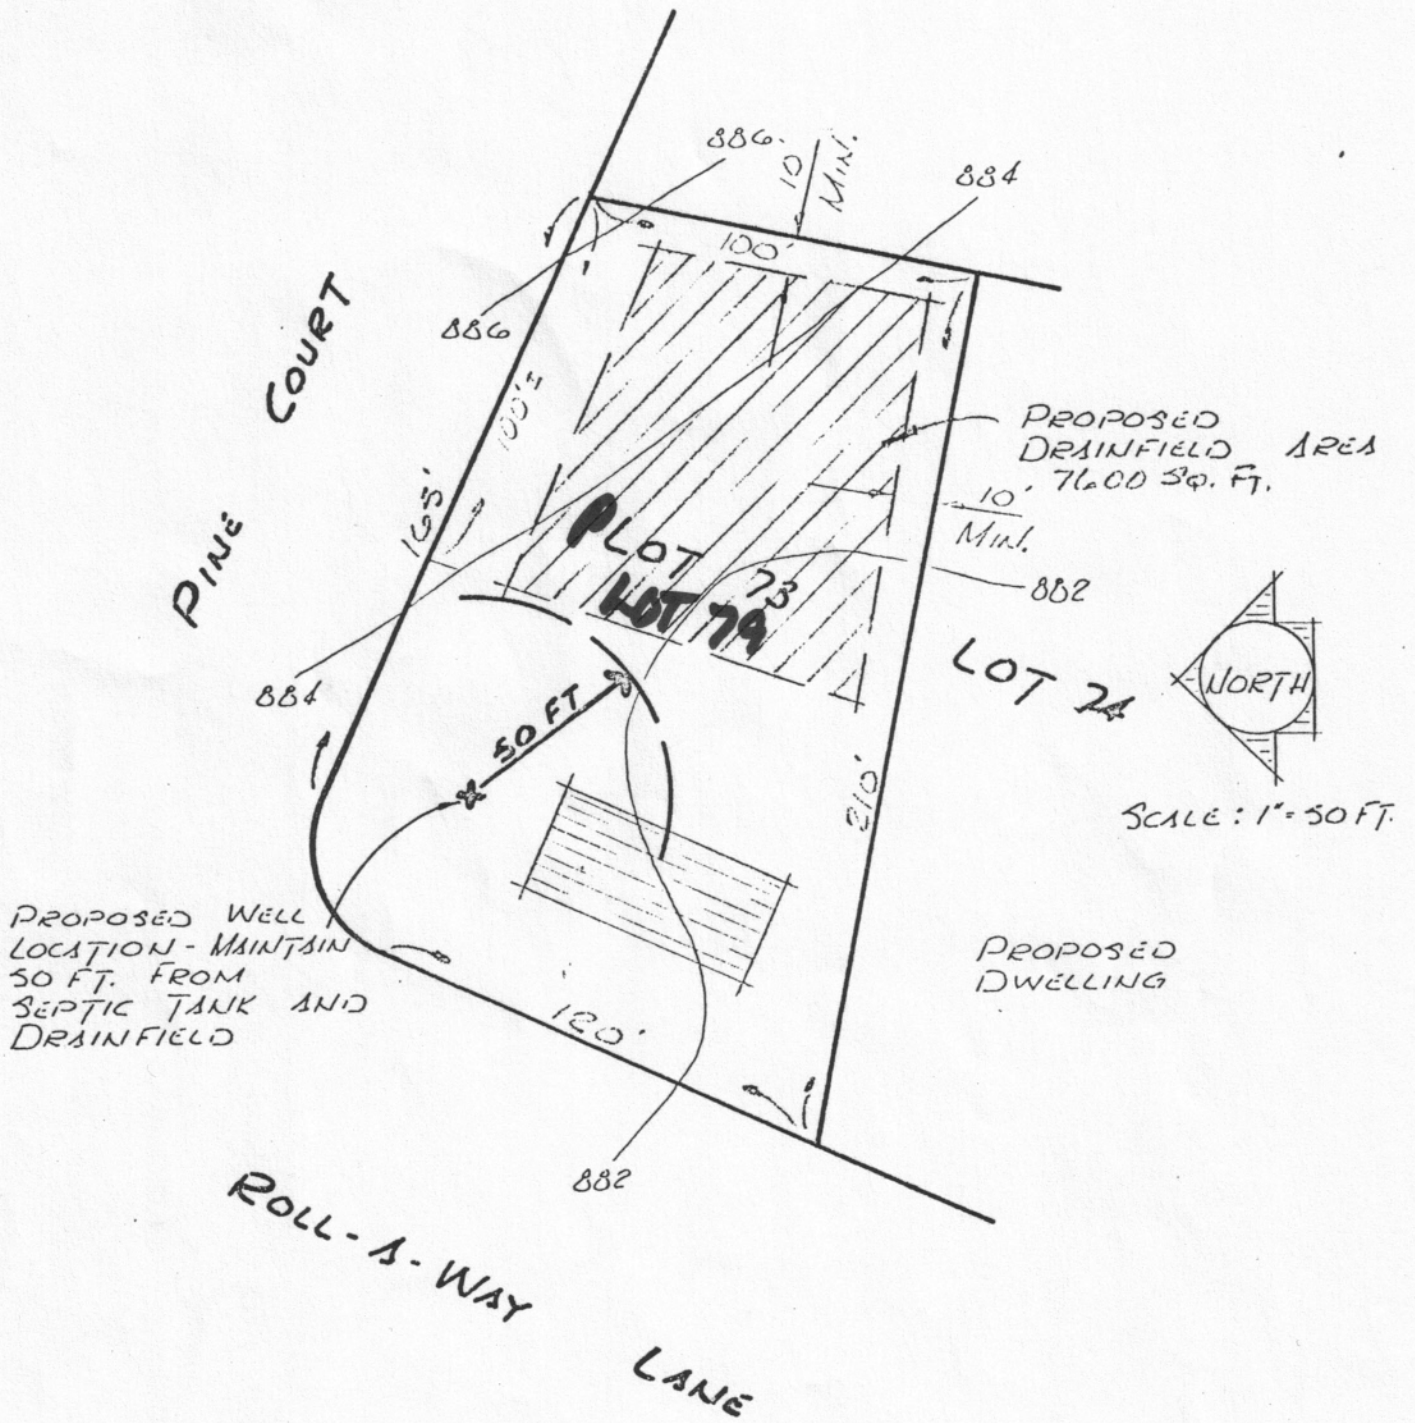 886
10
MIN.
884
100'
886
COURT
PINE
100'±
165'
PROPOSED
DRAINFIELD AREA
7600 SQ. FT.
10'
MIN.
PLOT
73
LOT 79
882
LOT 74
NORTH
884
50 FT
210'
SCALE: 1"=50 FT.
PROPOSED WELL
LOCATION - MAINTAIN
50 FT. FROM
SEPTIC TANK AND
DRAINFIELD
PROPOSED
DWELLING
120'
882
ROLL-A-WAY
LANE